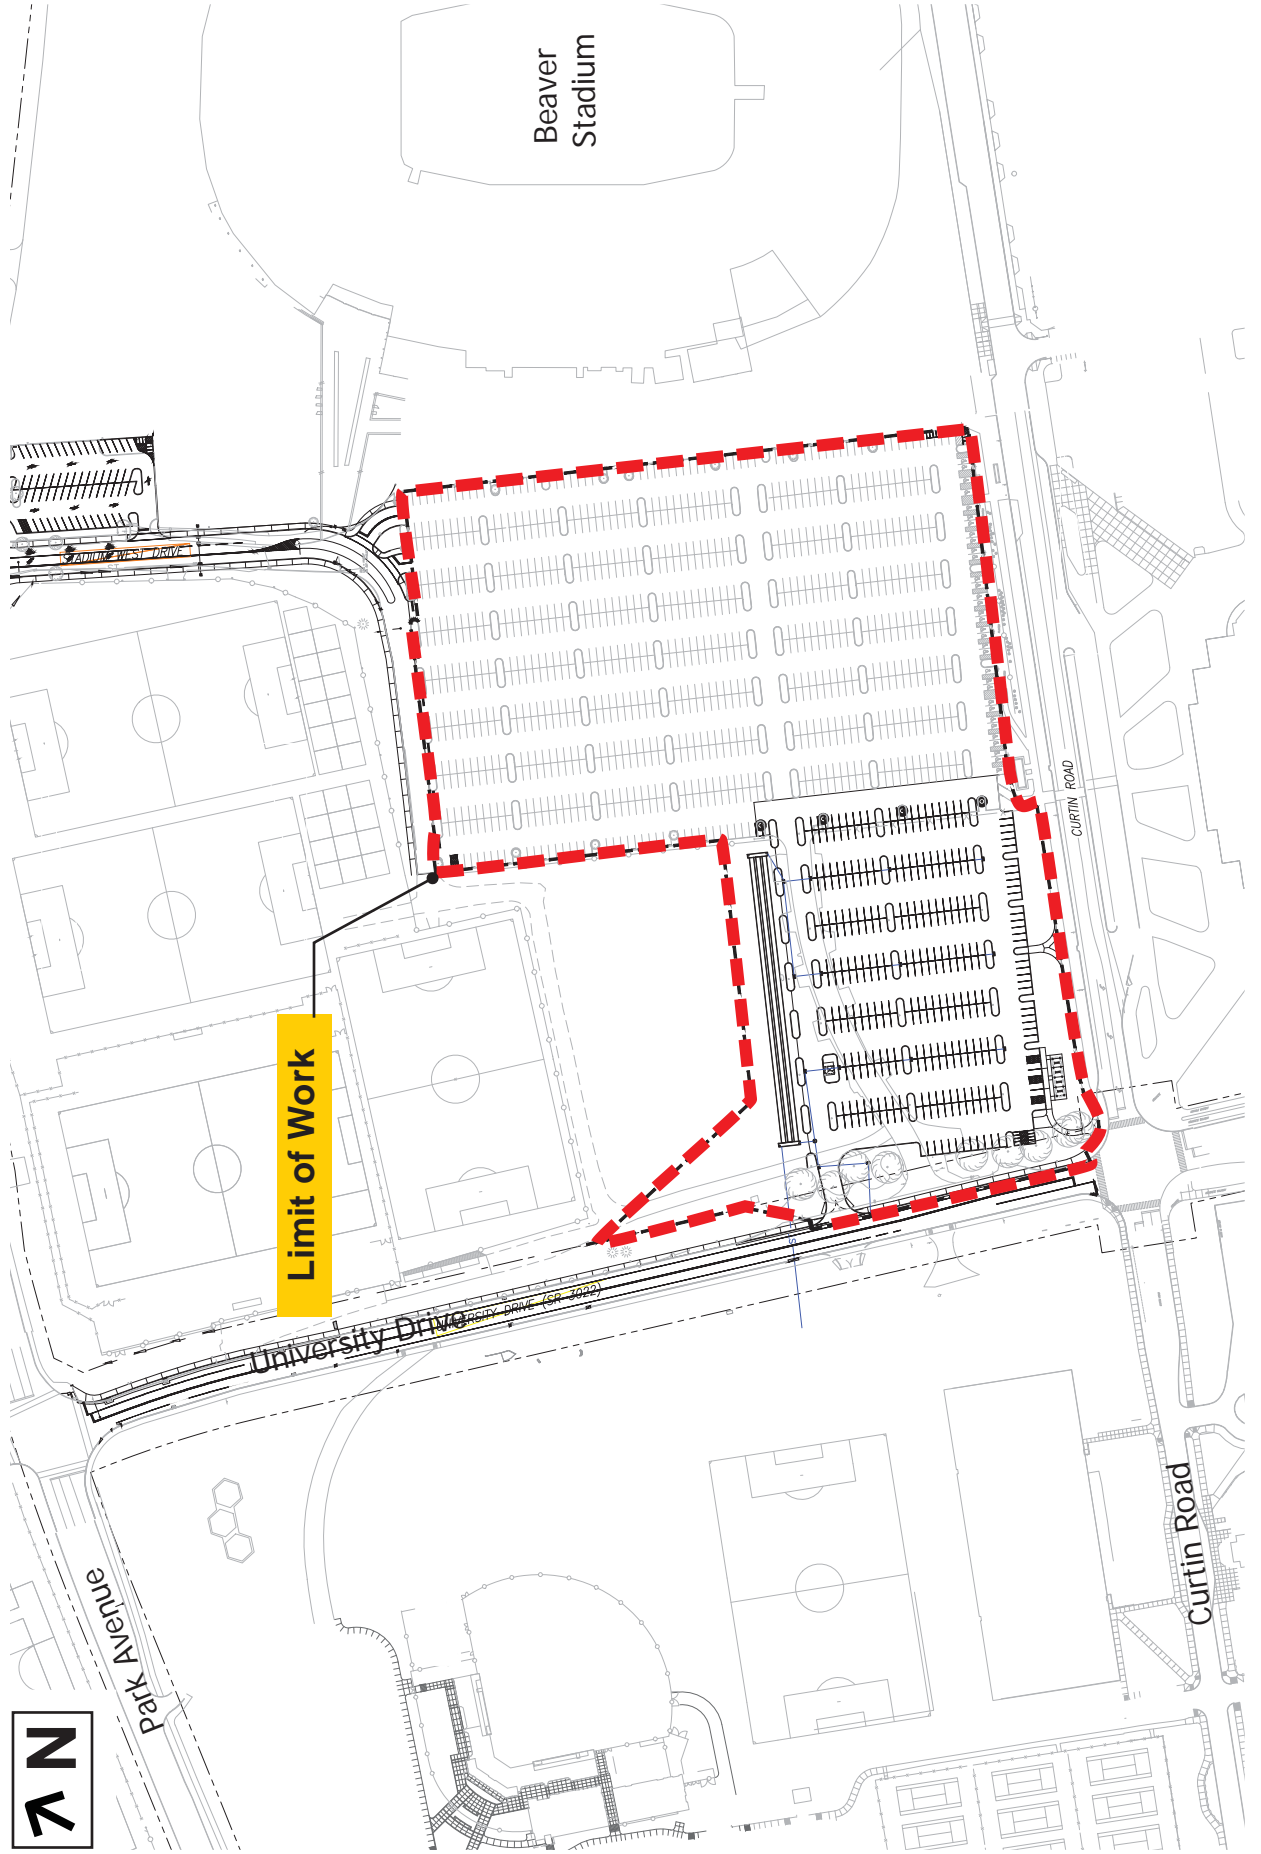 Beaver
Stadium
STADIUM WEST DRIVE
Limit of Work
CURTIN ROAD
University Drive
UNIVERSITY DRIVE (SR 3022)
Park Avenue
Curtin Road
N